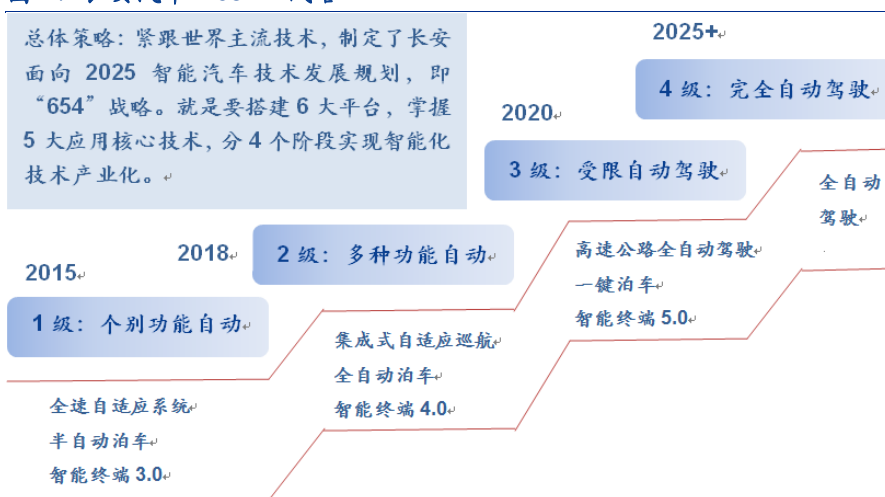 总体策略：紧跟世界主流技术，制定了长安
面向 2025 智能汽车技术发展规划，即
“654”战略。就是要搭建 6 大平台，掌握
5 大应用核心技术，分 4 个阶段实现智能化
技术产业化。
2015
1 级：个别功能自动
全速自适应系统
半自动泊车
智能终端 3.0
2018
2 级：多种功能自动
集成式自适应巡航
全自动泊车
智能终端 4.0
2020
3 级：受限自动驾驶
高速公路全自动驾驶
一键泊车
智能终端 5.0
2025+
4 级：完全自动驾驶
全自动
驾驶